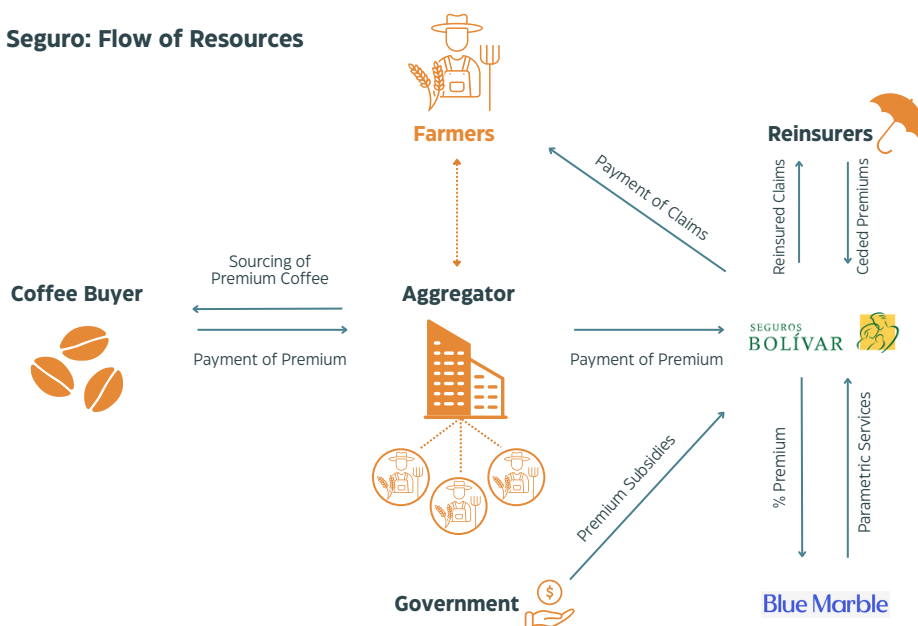 Seguro: Flow of Resources
Farmers
Reinsurers
Payment of Claims
Reinsured Claims
Ceded Premiums
Sourcing of
Premium Coffee
Coffee Buyer
Aggregator
SEGUROS
BOLÍVAR
Payment of Premium
Payment of Premium
Premium Subsidies
% Premium
Parametric Services
$
Government
Blue Marble